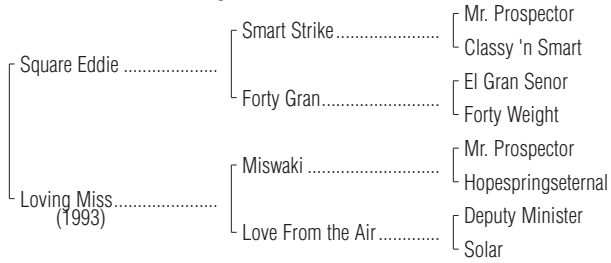 Mr. Prospector
Smart Strike....................
Classy 'n Smart
Square Eddie ....................
El Gran Senor
Forty Gran.........................
Forty Weight
Mr. Prospector
Miswaki ............................
Hopespringseternal
Loving Miss......................
(1993)
Deputy Minister
Love From the Air.............
Solar